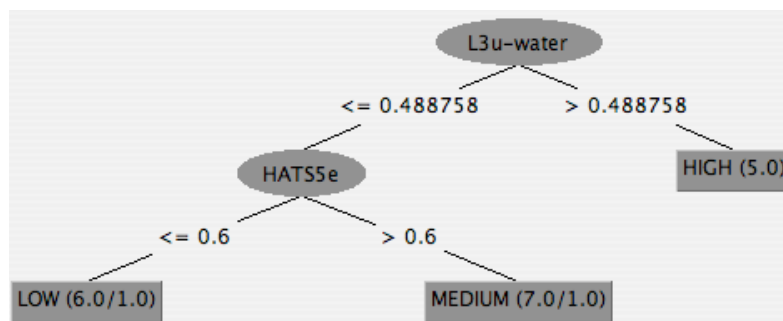 L3u-water
<= 0.488758
> 0.488758
HATS5e
HIGH (5.0)
<= 0.6
> 0.6
LOW (6.0/1.0)
MEDIUM (7.0/1.0)